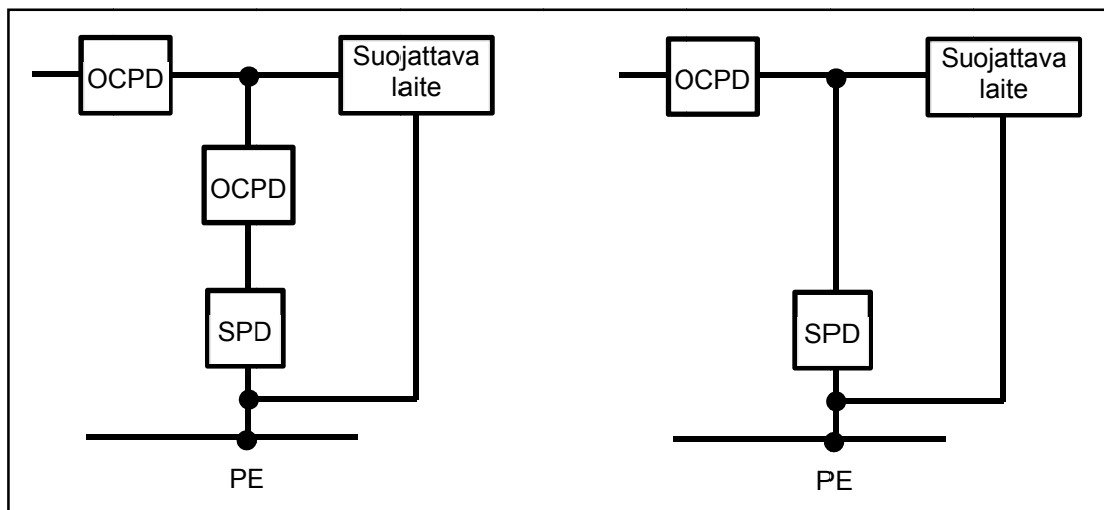 OCPD
Suojattava
laite
OCPD
SPD
PE
OCPD
Suojattava
laite
SPD
PE